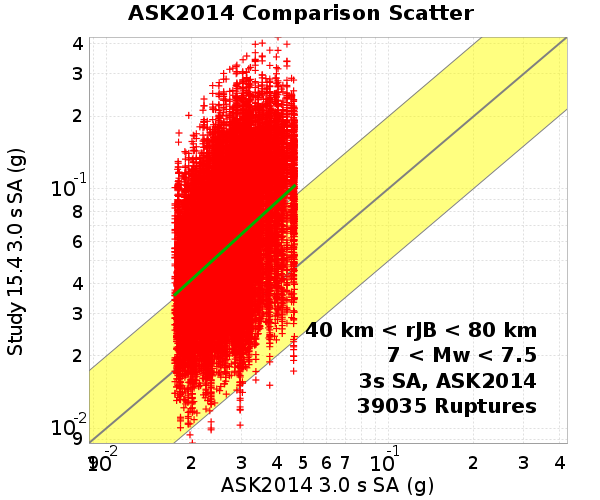 ASK2014 Comparison Scatter
Study 15.4 3.0 s SA (g)
4
3
2
10^-1
8
6
4
3
2
10^-2
9
40 km < rJB < 80 km
7 < Mw < 7.5
3s SA, ASK2014
39035 Ruptures
9 10^-2 2 3 4 5 6 7 10^-1 2 3 4
ASK2014 3.0 s SA (g)